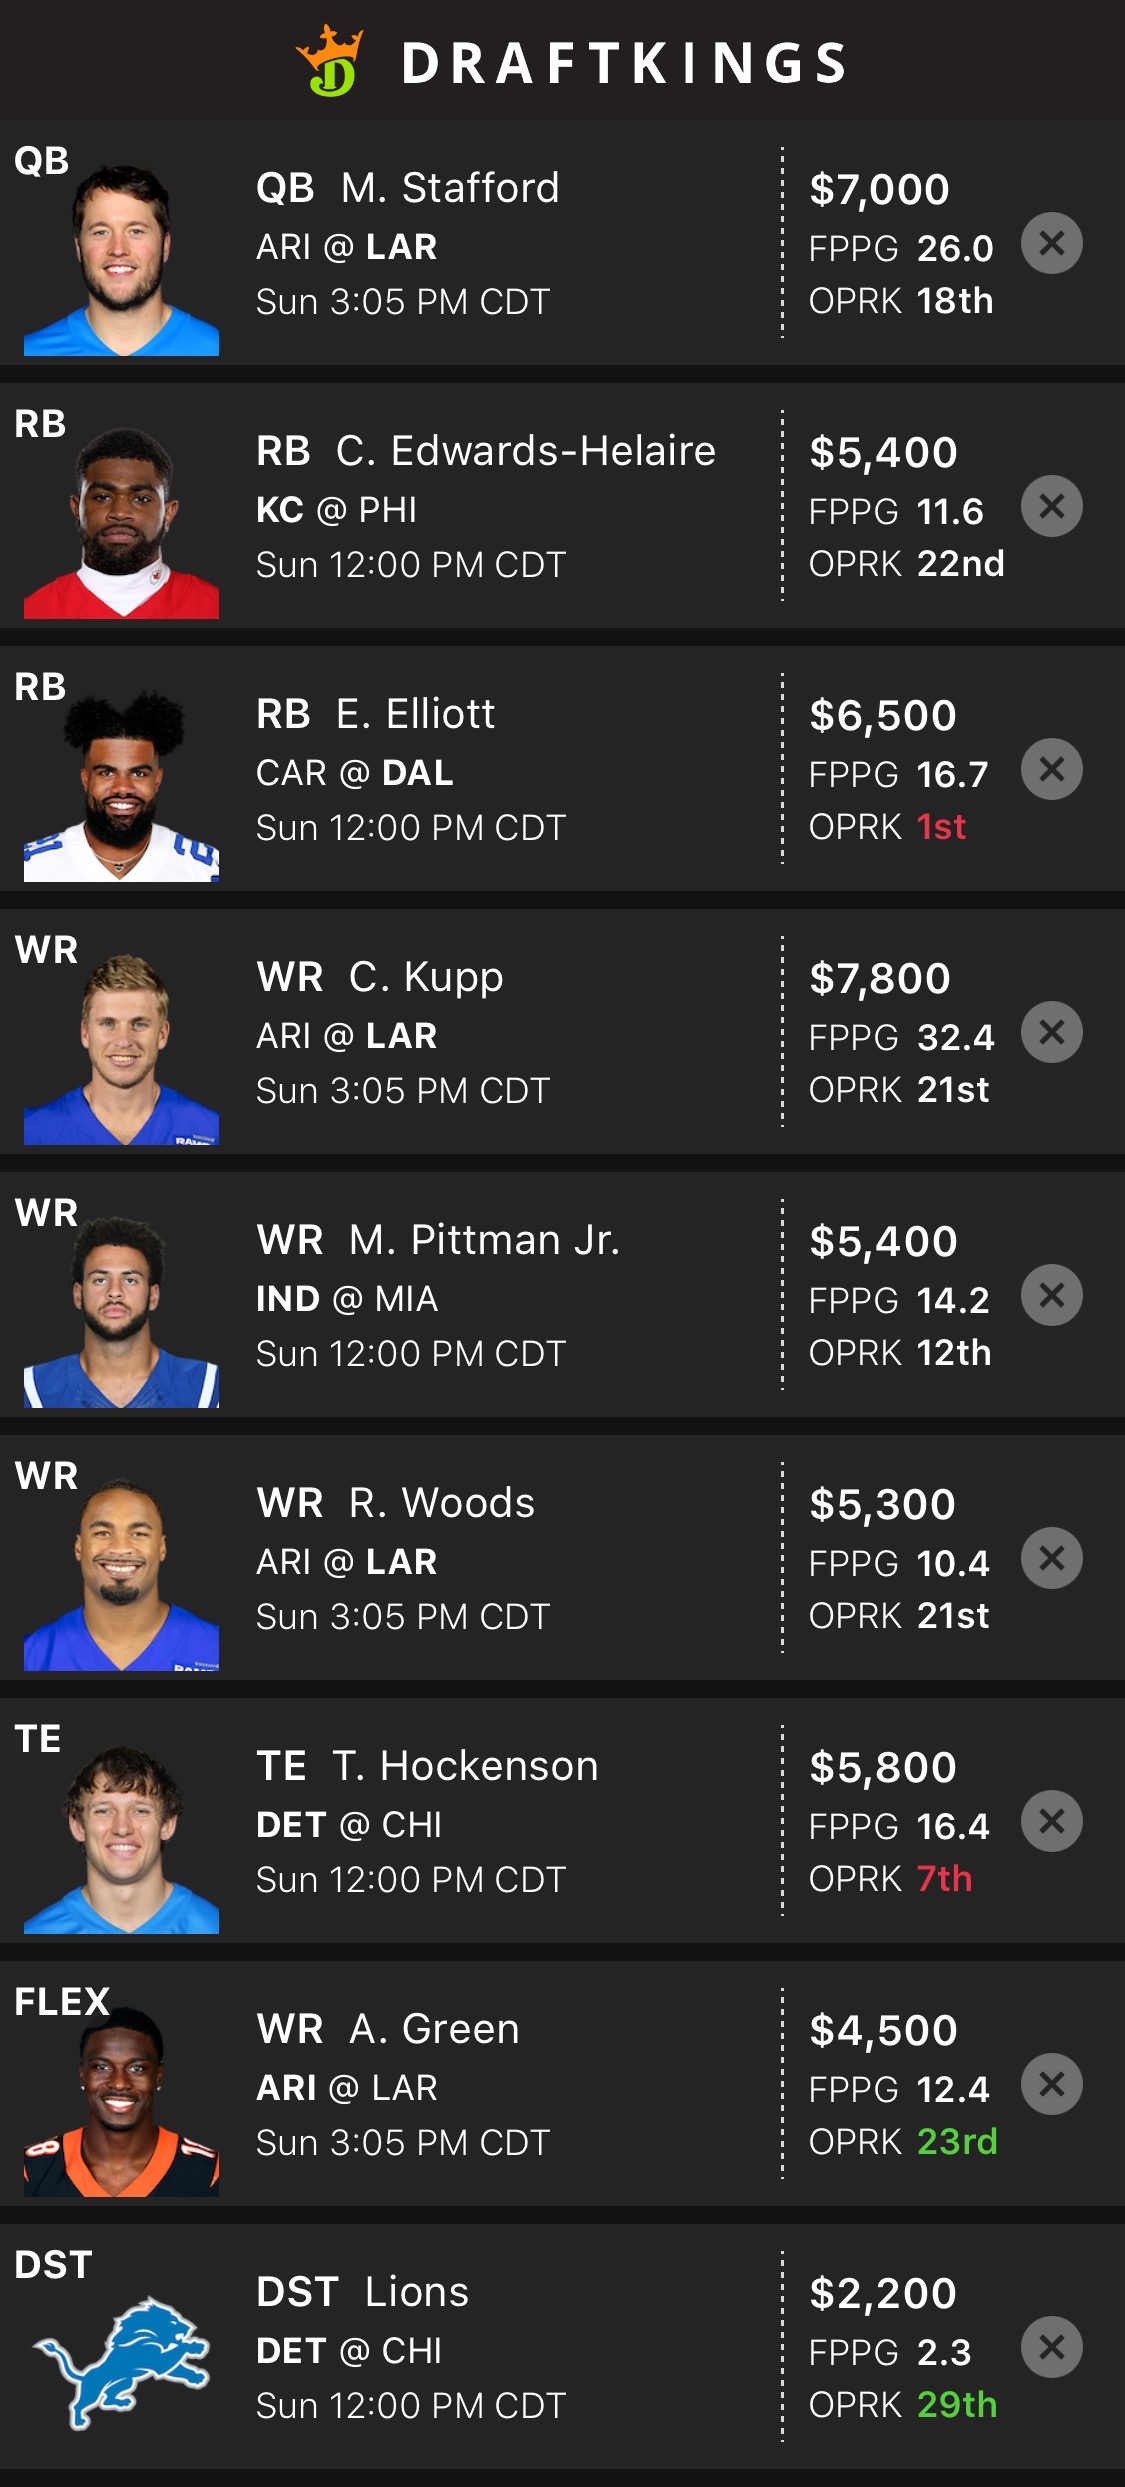 DRAFTKINGS
QB
QB M. Stafford
ARI @ LAR
Sun 3:05 PM CDT
$7,000
FPPG 26.0
OPRK 18th
RB
RB C. Edwards-Helaire
KC @ PHI
Sun 12:00 PM CDT
$5,400
FPPG 11.6
OPRK 22nd
RB
RB E. Elliott
CAR @ DAL
Sun 12:00 PM CDT
$6,500
FPPG 16.7
OPRK 1st
WR
WR C. Kupp
ARI @ LAR
Sun 3:05 PM CDT
$7,800
FPPG 32.4
OPRK 21st
WR
WR M. Pittman Jr.
IND @ MIA
Sun 12:00 PM CDT
$5,400
FPPG 14.2
OPRK 12th
WR
WR R. Woods
ARI @ LAR
Sun 3:05 PM CDT
$5,300
FPPG 10.4
OPRK 21st
TE
TE T. Hockenson
DET @ CHI
Sun 12:00 PM CDT
$5,800
FPPG 16.4
OPRK 7th
FLEX
WR A. Green
ARI @ LAR
Sun 3:05 PM CDT
$4,500
FPPG 12.4
OPRK 23rd
DST
DST Lions
DET @ CHI
Sun 12:00 PM CDT
$2,200
FPPG 2.3
OPRK 29th